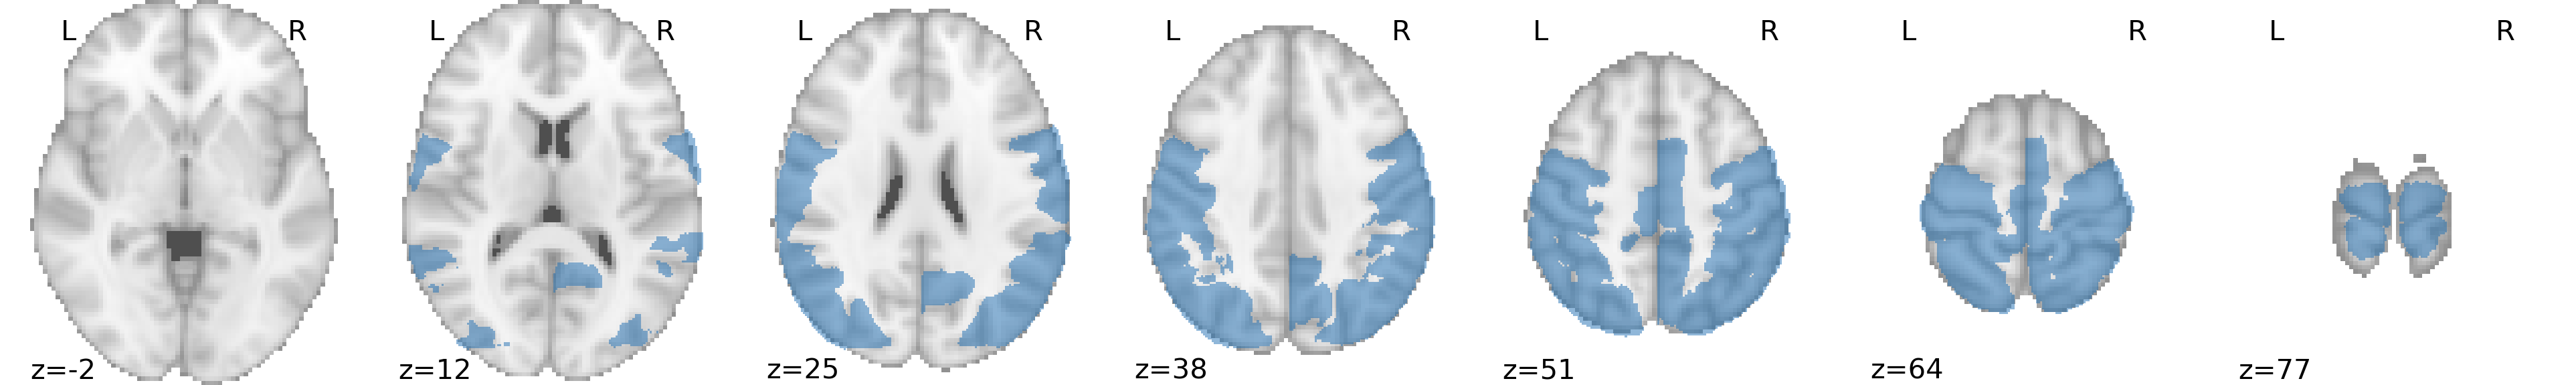 L R L R L R L R L R L R L R
z=-2 z=12 z=25 z=38 z=51 z=64 z=77